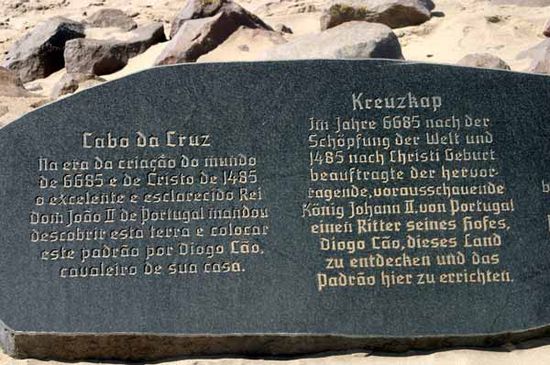 Cabo da Cruz
Na era da criação do mundo
de 6685 e de Cristo de 1485
o excelente e esclarecido Rei
dom João II de Portugal mandou
descobrir esta terra e colocar
este padrão por Diogo Cão,
cavaleiro de sua casa.
Kreuzkap
Im Jahre 6685 nach der
Schöpfung der Welt und
1485 nach Christi Geburt
beauftragte der hervor-
ragende, vorausschauende
König Johann II. von Portugal
einen Ritter seines Hofes,
Diogo Cão, dieses Land
zu entdecken und das
Padrão hier zu errichten.